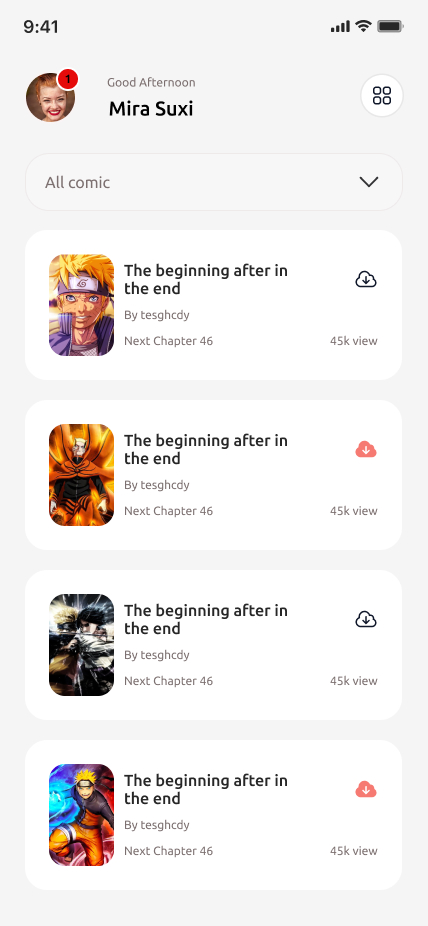 9:41
1
Good Afternoon
Mira Suxi
All comic
The beginning after in
the end
By tesghcdy
Next Chapter 46
45k view
The beginning after in
the end
By tesghcdy
Next Chapter 46
45k view
The beginning after in
the end
By tesghcdy
Next Chapter 46
45k view
The beginning after in
the end
By tesghcdy
Next Chapter 46
45k view